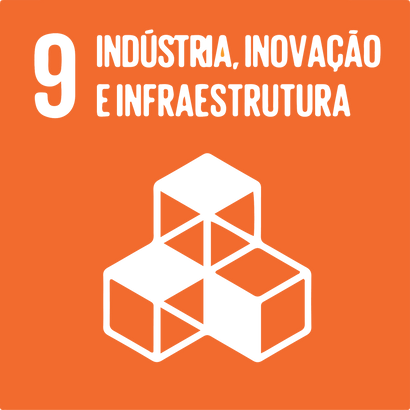 9 INDÚSTRIA, INOVAÇÃO
E INFRAESTRUTURA